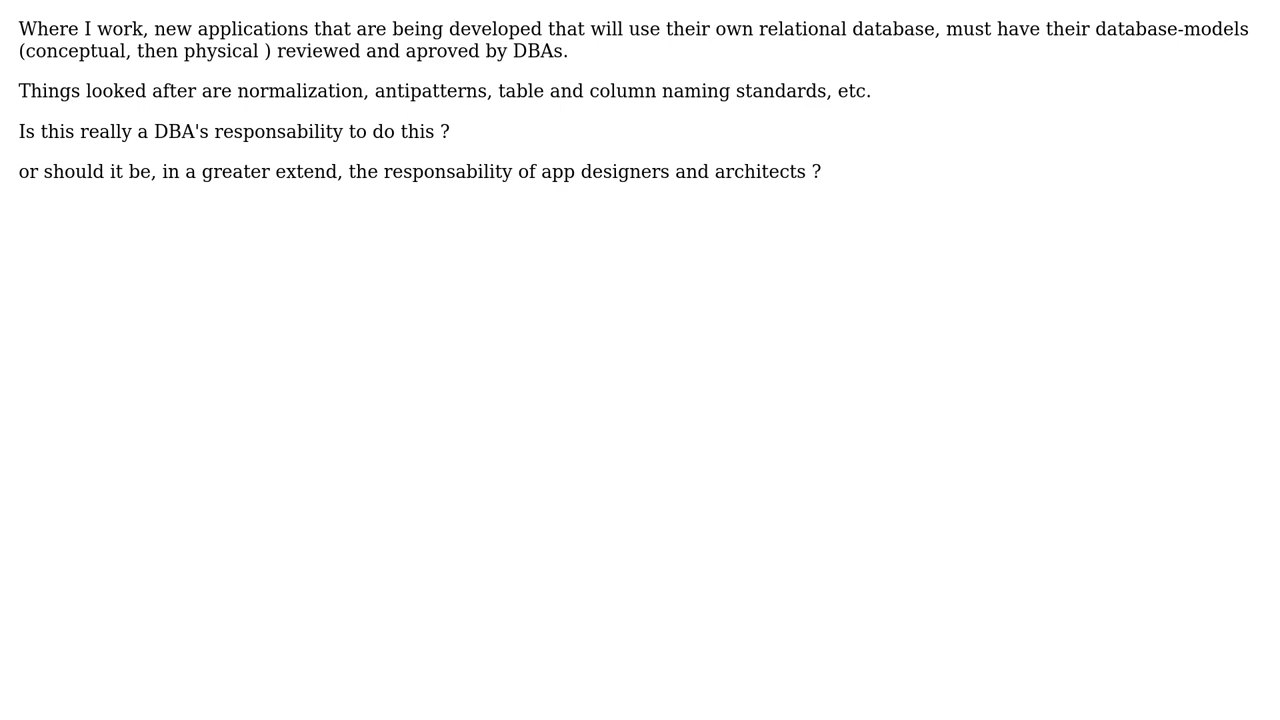 Where I work, new applications that are being developed that will use their own relational database, must have their database-models
(conceptual, then physical ) reviewed and aproved by DBAs.
Things looked after are normalization, antipatterns, table and column naming standards, etc.
Is this really a DBA's responsability to do this ?
or should it be, in a greater extend, the responsability of app designers and architects ?